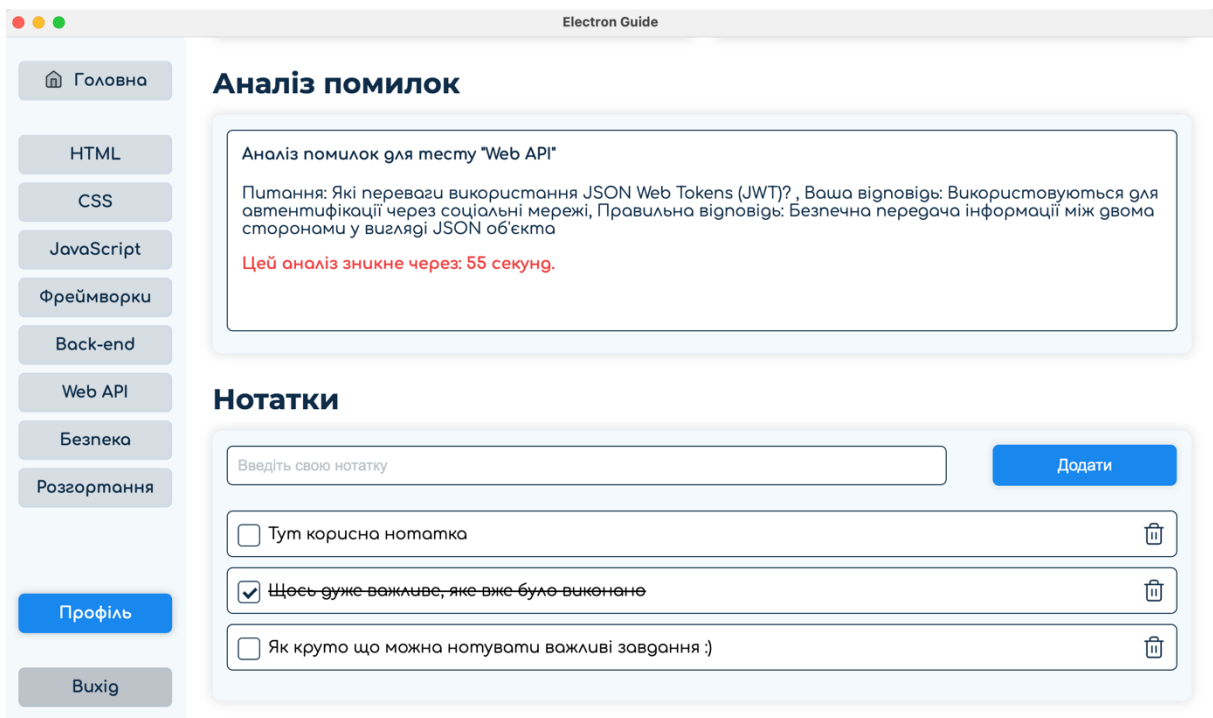 Electron Guide
Головна
HTML
CSS
JavaScript
Фреймворки
Back-end
Web API
Безпека
Розгортання
Профіль
Вихід
Аналіз помилок
Аналіз помилок для тесту "Web API"
Питання: Які переваги використання JSON Web Tokens (JWT)? , Ваша відповідь: Використовуються для
автентифікації через соціальні мережі, Правильна відповідь: Безпечна передача інформації між двома
сторонами у вигляді JSON об'єкта
Цей аналіз зникне через: 55 секунд.
Нотатки
Введіть свою нотатку
Додати
Тут корисна нотатка
Щось дуже важливе, яке вже було виконано
Як круто що можна нотувати важливі завдання :)